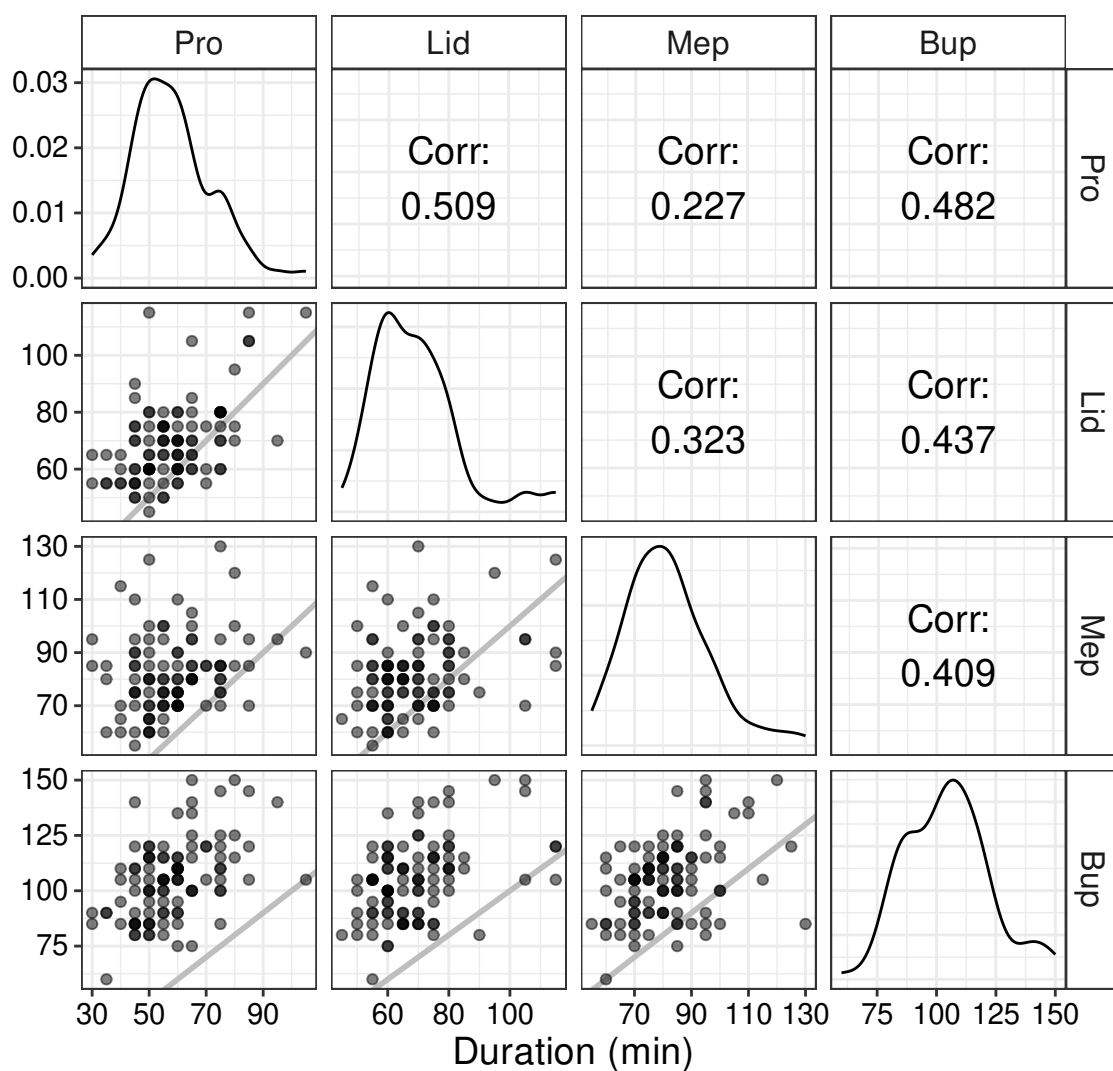 Pro Lid Mep Bup
0.03
0.02
0.01
0.00
Corr:
0.509
Corr:
0.227
Corr:
0.482
Pro
100
80
60
Corr:
0.323
Corr:
0.437
Lid
130
110
90
70
Corr:
0.409
Mep
150
125
100
75
Bup
30 50 70 90 60 80 100 70 90 110 130 75 100 125 150
Duration (min)